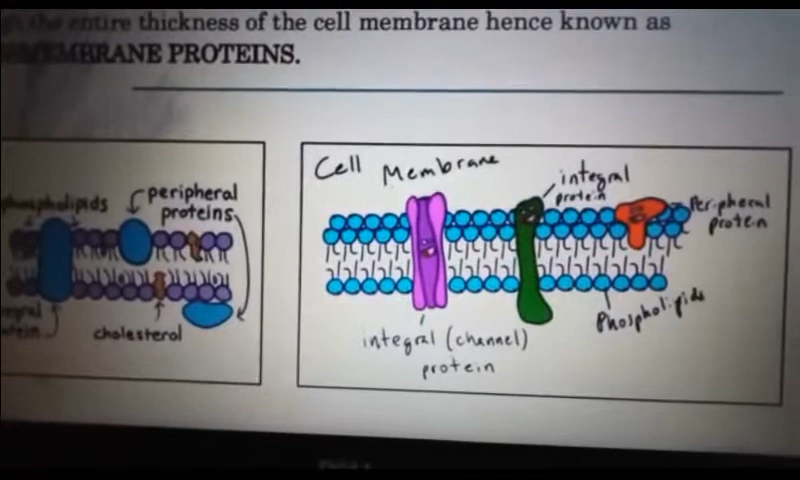 the entire thickness of the cell membrane hence known as
MEMBRANE PROTEINS.
phospholipids
peripheral
proteins
cholesterol
Cell Membrane
integral
protein
Peripheral
protein
Phospholipids
integral (channel)
protein